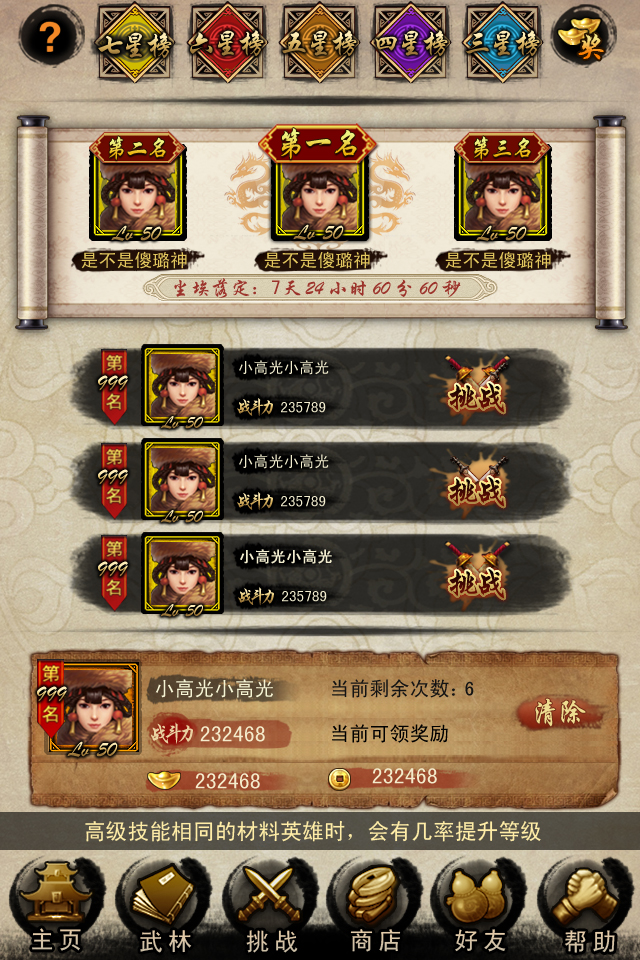 ?
七星榜 六星榜 五星榜 四星榜 三星榜 奖
第二名 第一名 第三名
Lv 50 Lv 50 Lv 50
是不是傻璐神 是不是傻璐神 是不是傻璐神
尘埃落定：7天24小时60分60秒
第999名
Lv 50
小高光小高光
战斗力 235789
挑战
第999名
Lv 50
小高光小高光
战斗力 235789
挑战
第999名
Lv 50
小高光小高光
战斗力 235789
挑战
第999名
Lv 50
小高光小高光 当前剩余次数：6
战斗力 232468 当前可领奖励
清除
232468 232468
高级技能相同的材料英雄时，会有几率提升等级
主页 武林 挑战 商店 好友 帮助